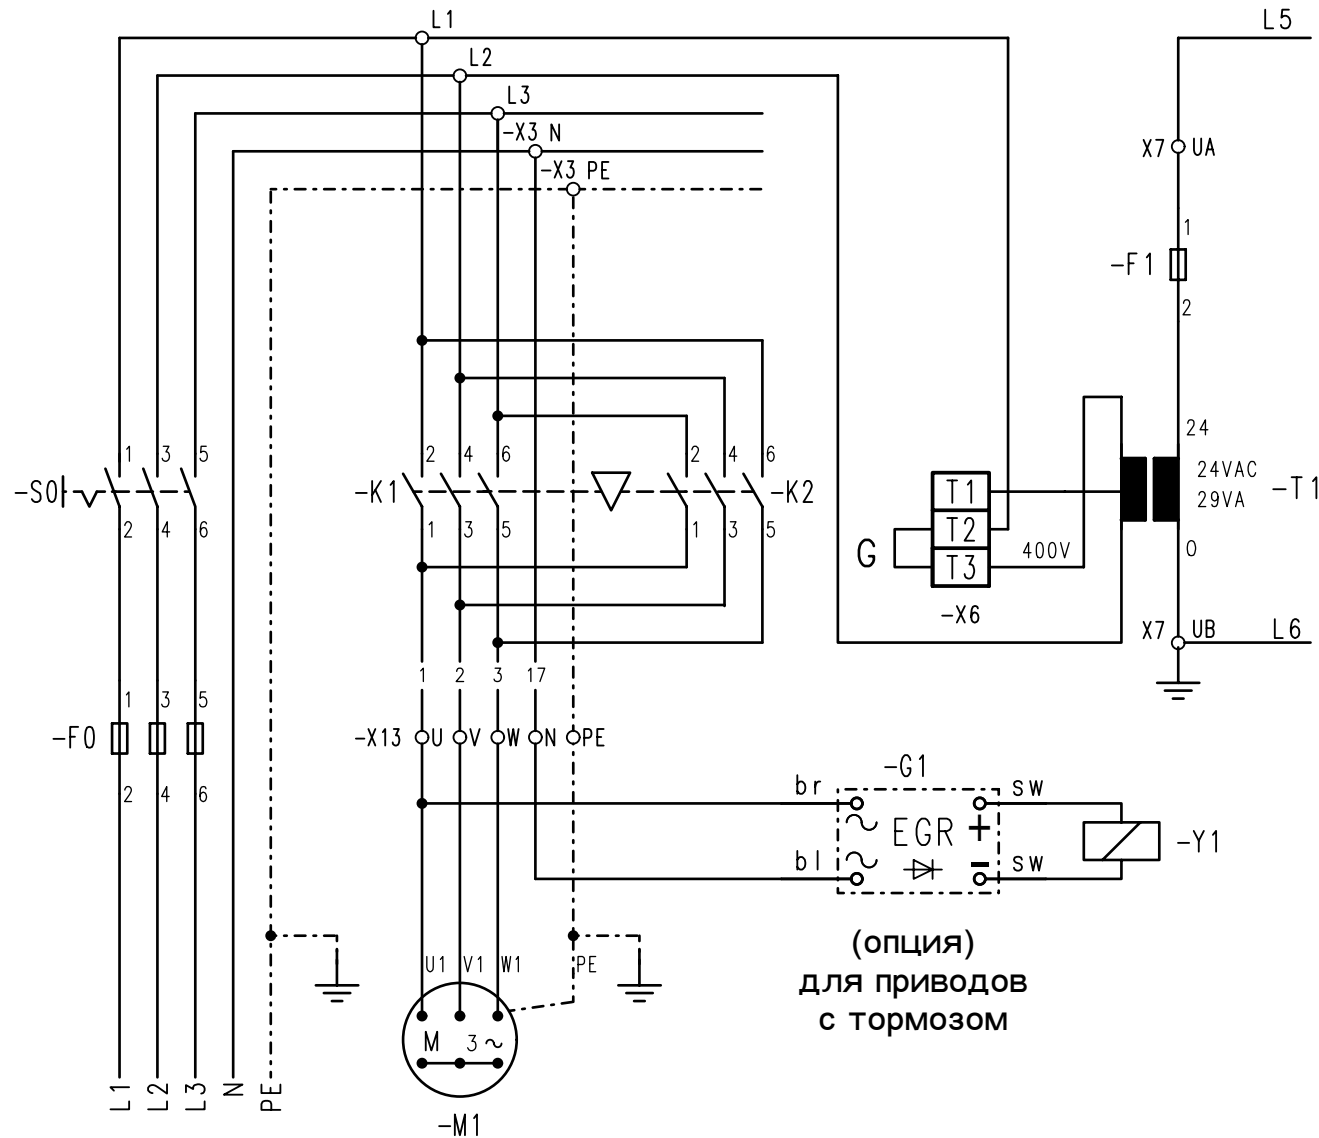 L1
L5
L2
L3
-X3 N
X7 UA
-X3 PE
1
-F1
2
24
1 3 5
2 4 6
2 4 6
24VAC
-S0
-K1
-K2
T1
29VA
-T1
2 4 6
1 3 5
1 3 5
T2
G
T3
400V
0
-X6
X7 UB
L6
1 2 3 17
1 3 5
-F0
-X13 U V W N PE
2 4 6
-G1
br
sw
EGR
+
-Y1
bl
-
sw
(опция)
для приводов
с тормозом
U1 V1 W1 PE
M 3~
L1 L2 L3 N PE
-M1